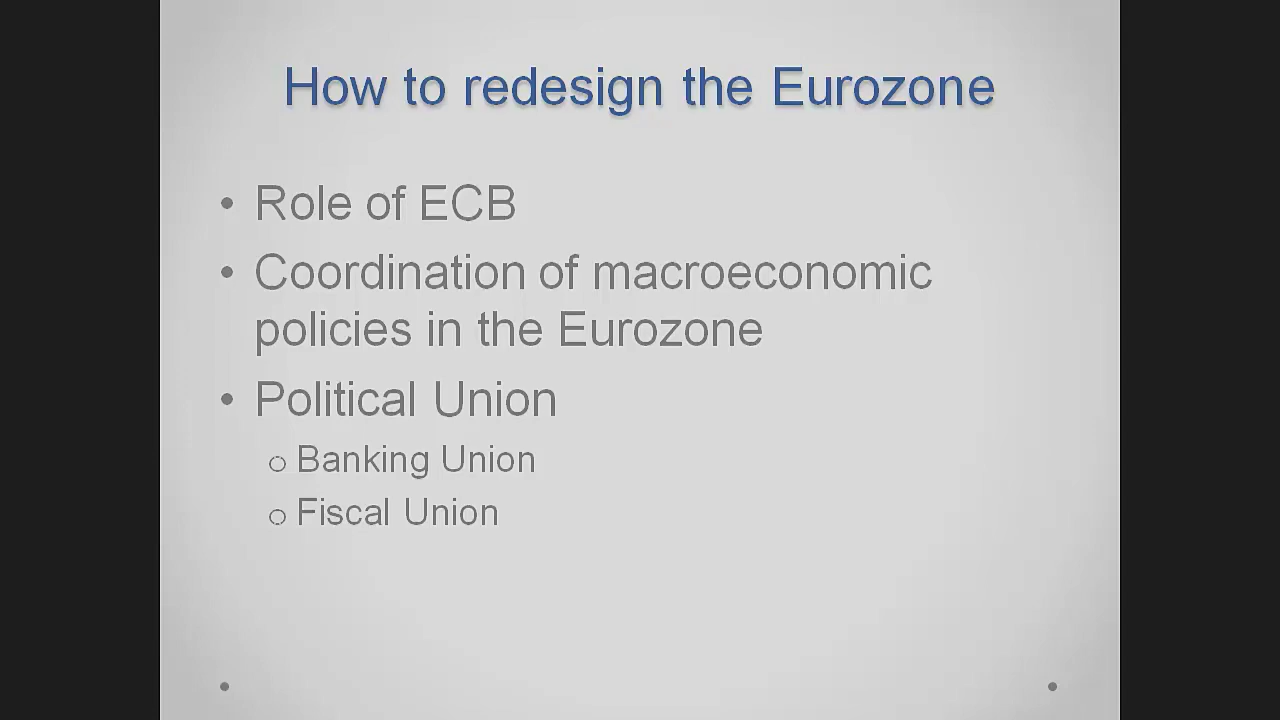 How to redesign the Eurozone
• Role of ECB
• Coordination of macroeconomic
policies in the Eurozone
• Political Union
o Banking Union
o Fiscal Union